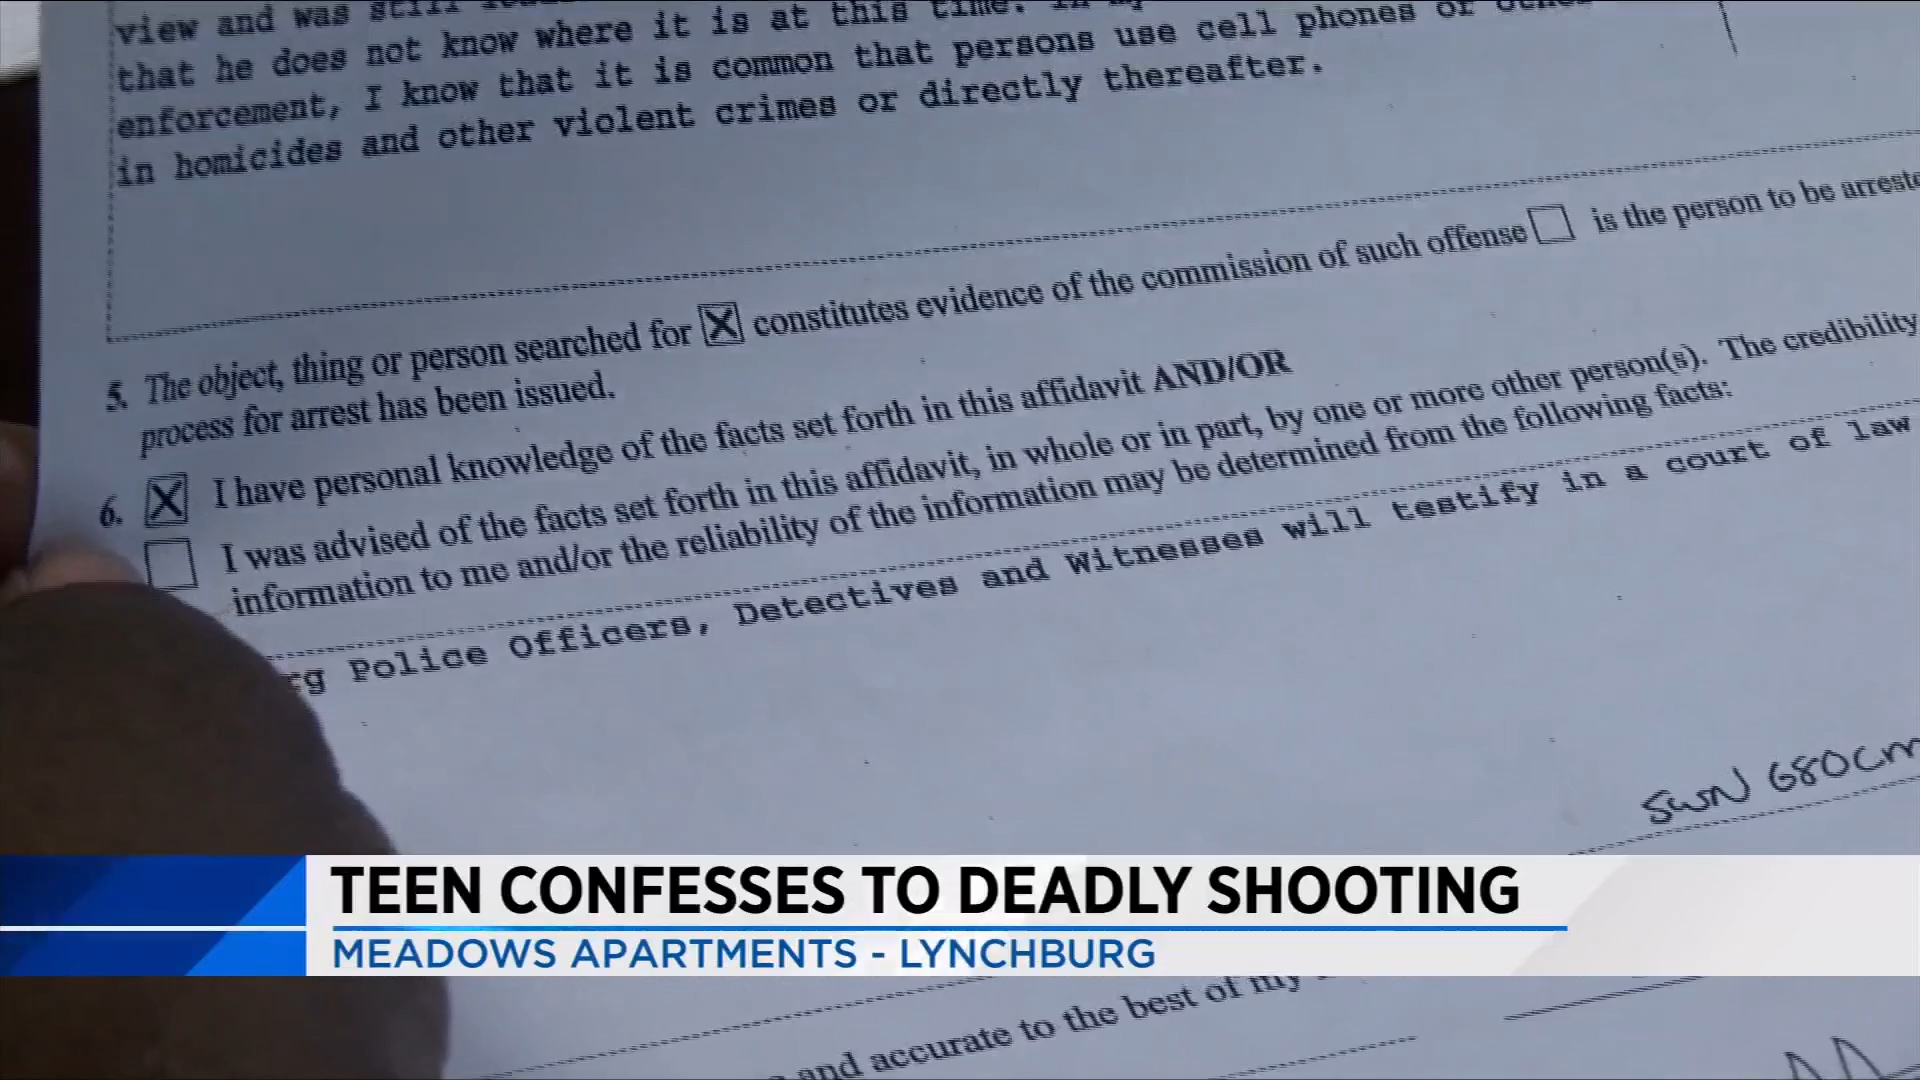 view and was still
that he does not know where it is at this time. In my
enforcement, I know that it is common that persons use cell phones or
in homicides and other violent crimes or directly thereafter.
5. The object, thing or person searched for [X] constitutes evidence of the commission of such offense [ ] is the person to be
process for arrest has been issued.
6. [X] I have personal knowledge of the facts set forth in this affidavit AND/OR
[ ] I was advised of the facts set forth in this affidavit, in whole or in part, by one or more other person(s). The credibility
information to me and/or the reliability of the information may be determined from the following facts:
rg Police Officers, Detectives and Witnesses will testify in a court of law
SWN 680CM
TEEN CONFESSES TO DEADLY SHOOTING
MEADOWS APARTMENTS - LYNCHBURG
and accurate to the best of my